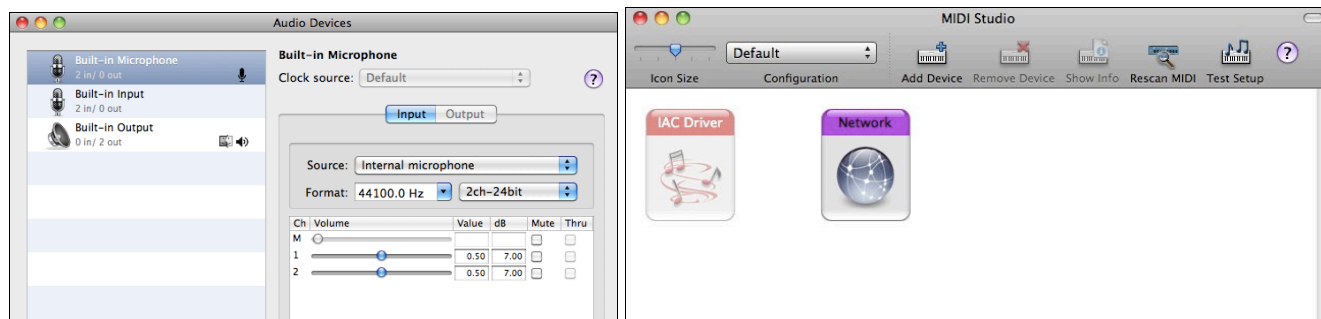 Audio Devices
Built-in Microphone
2 in/ 0 out
Built-in Input
2 in/ 0 out
Built-in Output
0 in/ 2 out
Built-in Microphone
Clock source: Default
?
Input Output
Source: Internal microphone
Format: 44100.0 Hz 2ch-24bit
Ch Volume Value dB Mute Thru
M
1 0.50 7.00
2 0.50 7.00
MIDI Studio
Default
?
Icon Size Configuration Add Device Remove Device Show Info Rescan MIDI Test Setup
IAC Driver Network